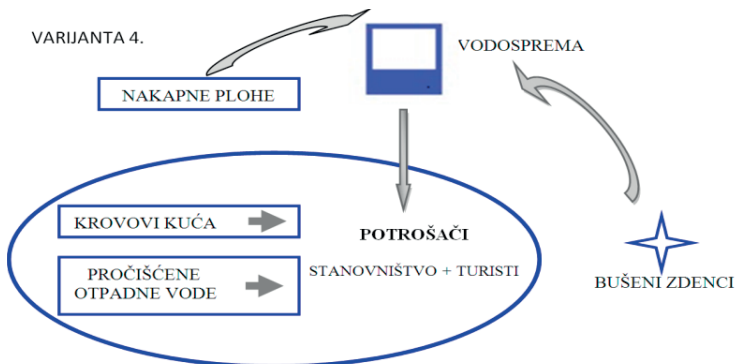 VARIJANTA 4.
VODOSPREMA
NAKAPNE PLOHE
KROVOVI KUĆA
POTROŠAČI
PROČIŠĆENE
OTPADNE VODE
STANOVNIŠTVO + TURISTI
BUŠENI ZDENCI